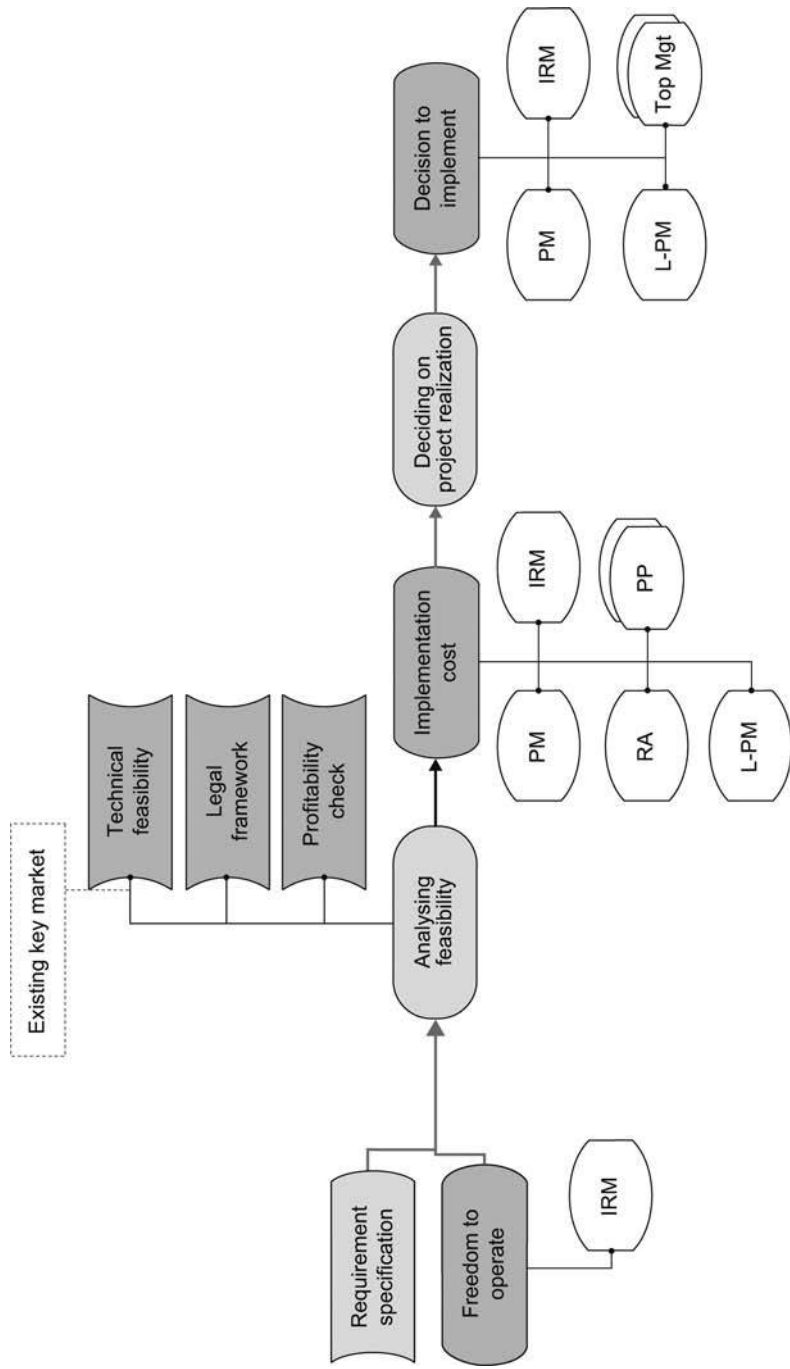 Existing key market
Technical
feasibility
Legal
framework
Profitability
check
Requirement
specification
Freedom to
operate
IRM
Analysing
feasibility
Implementation
cost
PM
IRM
RA
PP
L-PM
Deciding on
project realization
Decision to
implement
PM
IRM
L-PM
Top Mgt